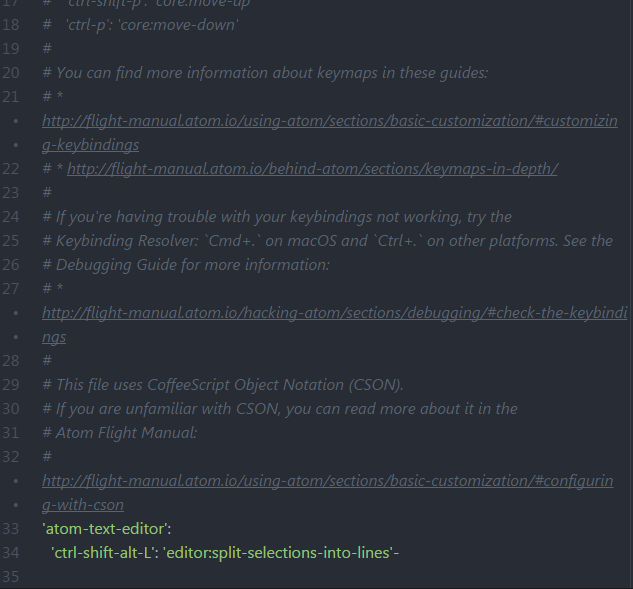 17 #   'ctrl-shift-p': 'core:move-up'
18 #   'ctrl-p': 'core:move-down'
19 #
20 # You can find more information about keymaps in these guides:
21 # *
• http://flight-manual.atom.io/using-atom/sections/basic-customization/#customizin
• g-keybindings
22 # * http://flight-manual.atom.io/behind-atom/sections/keymaps-in-depth/
23 #
24 # If you're having trouble with your keybindings not working, try the
25 # Keybinding Resolver: `Cmd+.` on macOS and `Ctrl+.` on other platforms. See the
26 # Debugging Guide for more information:
27 # *
• http://flight-manual.atom.io/hacking-atom/sections/debugging/#check-the-keybindi
• ngs
28 #
29 # This file uses CoffeeScript Object Notation (CSON).
30 # If you are unfamiliar with CSON, you can read more about it in the
31 # Atom Flight Manual:
32 #
• http://flight-manual.atom.io/using-atom/sections/basic-customization/#configurin
• g-with-cson
33 'atom-text-editor':
34   'ctrl-shift-alt-L': 'editor:split-selections-into-lines'-
35